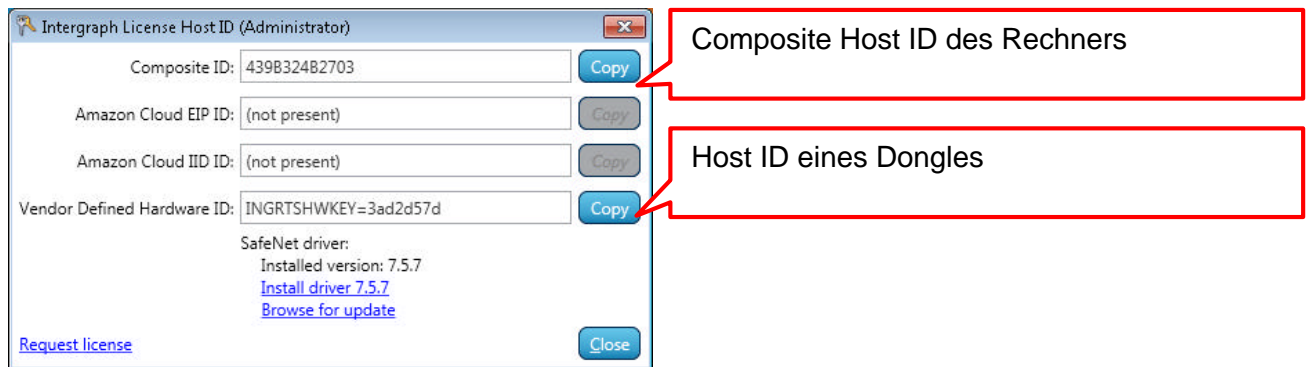 Intergraph License Host ID (Administrator)
Composite ID: 439B324B2703 Copy
Composite Host ID des Rechners
Amazon Cloud EIP ID: (not present) Copy
Amazon Cloud IID ID: (not present) Copy
Host ID eines Dongles
Vendor Defined Hardware ID: INGRTSHWKEY=3ad2d57d Copy
SafeNet driver:
Installed version: 7.5.7
Install driver 7.5.7
Browse for update
Request license Close